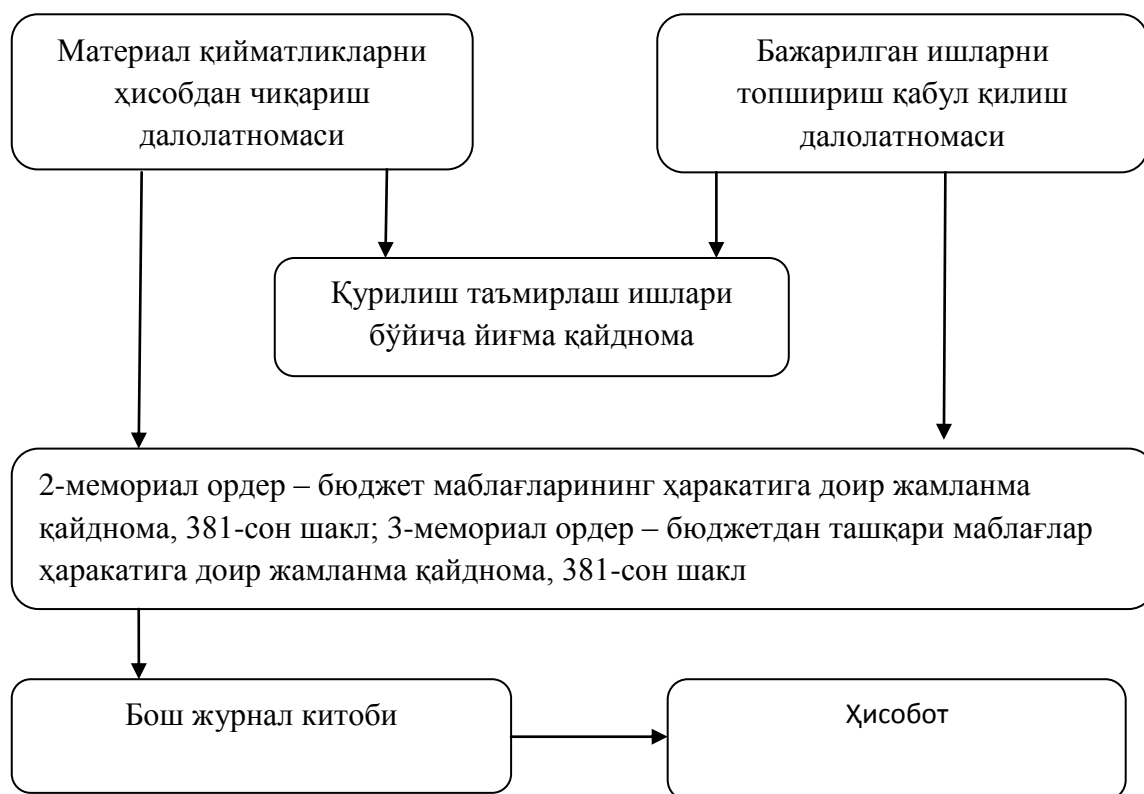 Материал қийматликларни
ҳисобдан чиқариш
далолатномаси
Бажарилган ишларни
топшириш қабул қилиш
далолатномаси
Қурилиш таъмирлаш ишлари
бўйича йиғма қайднома
2-мемориал ордер – бюджет маблағларининг ҳаракатига доир жамланма
қайднома, 381-сон шакл; 3-мемориал ордер – бюджетдан ташқари маблағлар
ҳаракатига доир жамланма қайднома, 381-сон шакл
Бош журнал китоби
Ҳисобот